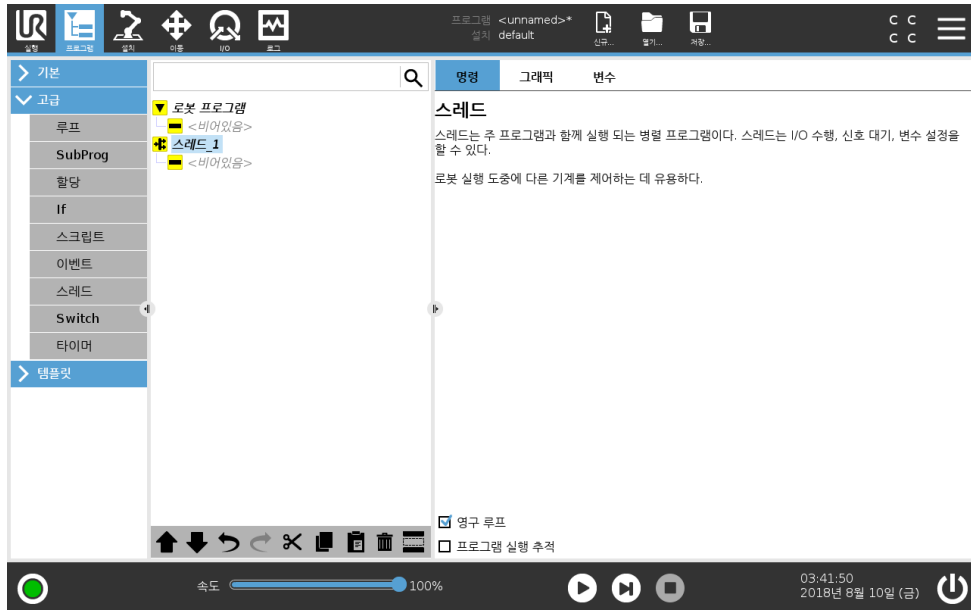 UR
실행
프로그램
설치
이동
I/O
로그
프로그램 <unnamed>*
설치 default
신규...
열기...
저장...
C C
C C
기본
고급
루프
SubProg
할당
If
스크립트
이벤트
스레드
Switch
타이머
템플릿
로봇 프로그램
<비어있음>
스레드_1
<비어있음>
명령
그래픽
변수
스레드
스레드는 주 프로그램과 함께 실행 되는 병렬 프로그램이다. 스레드는 I/O 수행, 신호 대기, 변수 설정을
할 수 있다.
로봇 실행 도중에 다른 기계를 제어하는 데 유용하다.
영구 루프
프로그램 실행 추적
속도
100%
03:41:50
2018년 8월 10일 (금)